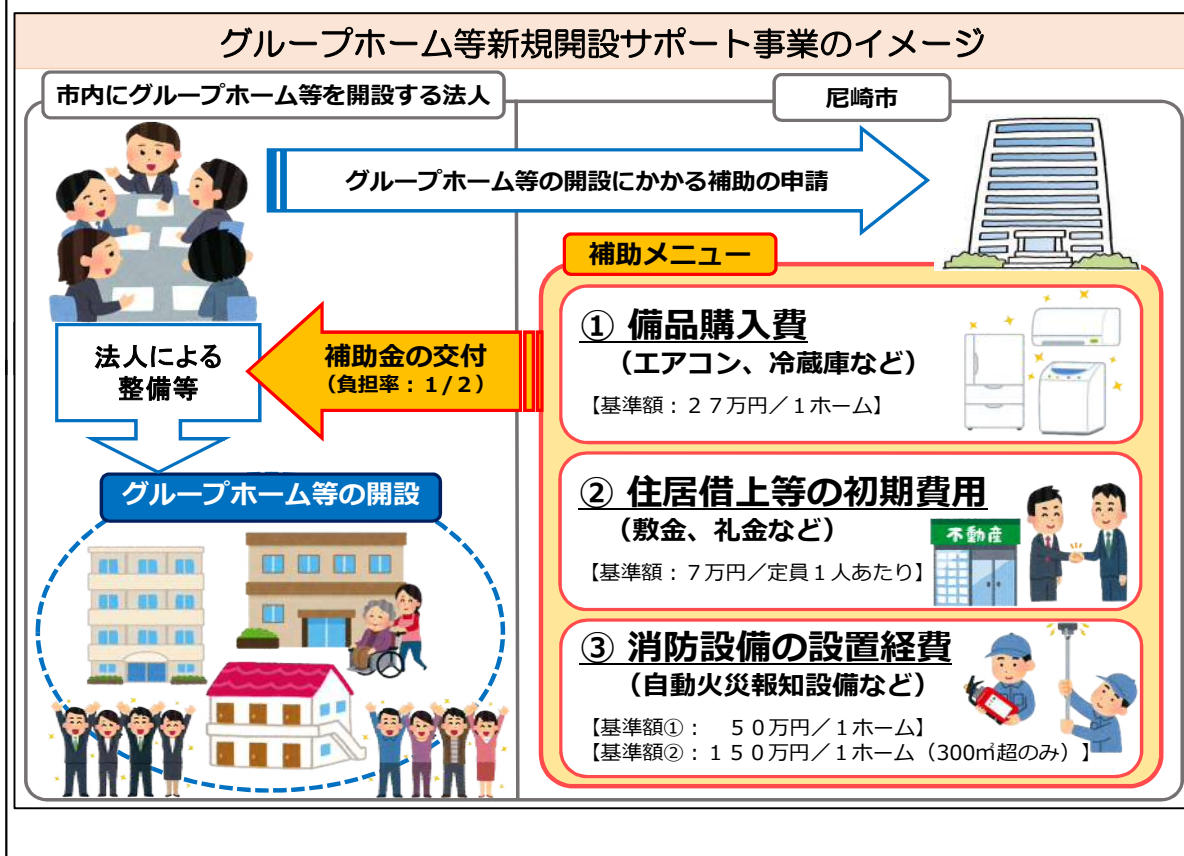 グループホーム等新規開設サポート事業のイメージ
市内にグループホーム等を開設する法人
尼崎市
グループホーム等の開設にかかる補助の申請
補助メニュー
① 備品購入費
（エアコン、冷蔵庫など）
【基準額：２７万円／１ホーム】
補助金の交付
（負担率：１/２）
法人による
整備等
グループホーム等の開設
② 住居借上等の初期費用
（敷金、礼金など）
【基準額：７万円／定員１人あたり】
不動産
③ 消防設備の設置経費
（自動火災報知設備など）
【基準額①：　５０万円／１ホーム】
【基準額②：１５０万円／１ホーム（300㎡超のみ）】